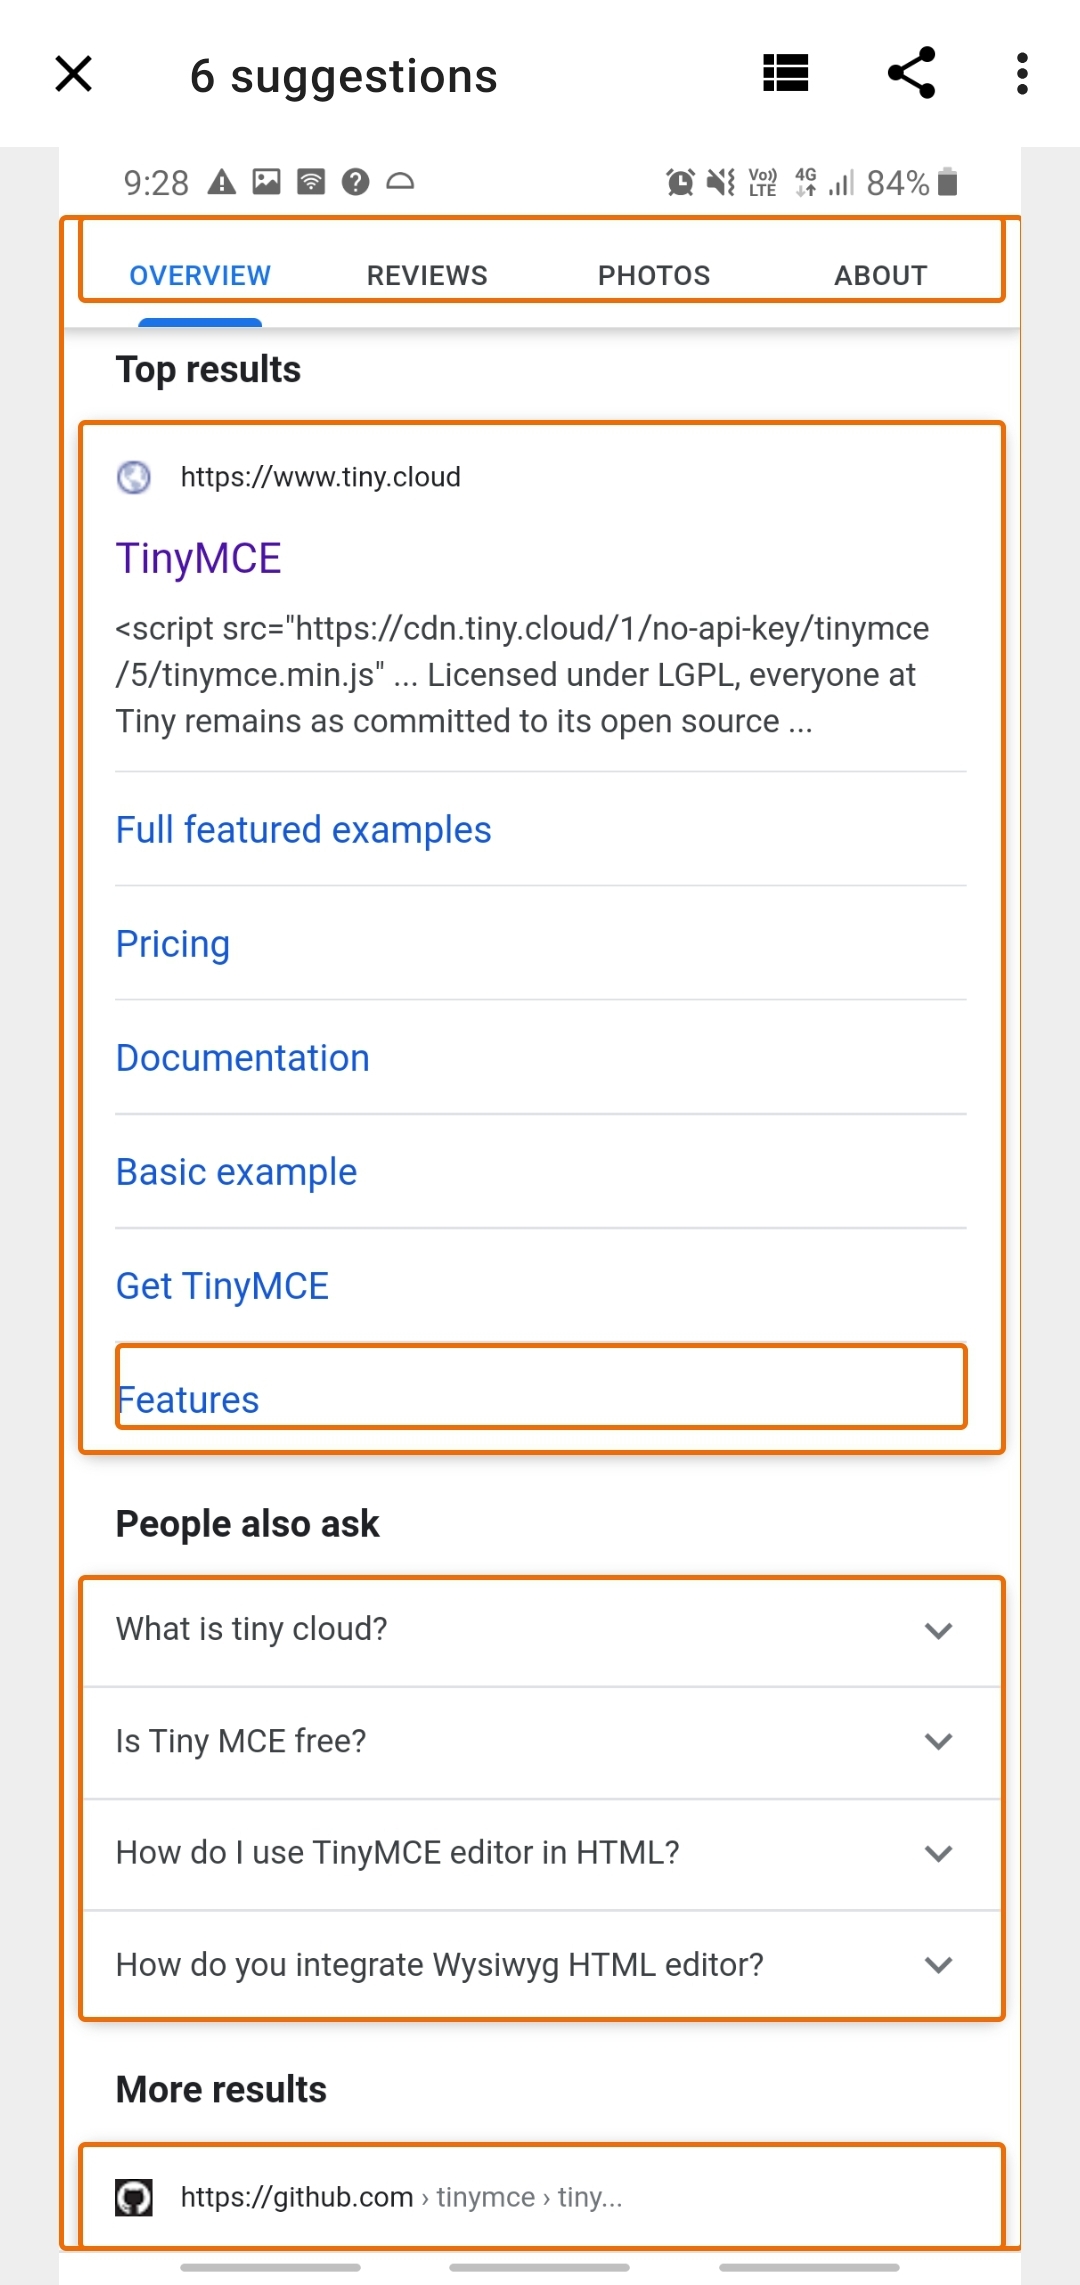 6 suggestions
9:28 Vo)) LTE 4G 84%
OVERVIEW REVIEWS PHOTOS ABOUT
Top results
https://www.tiny.cloud
TinyMCE
<script src="https://cdn.tiny.cloud/1/no-api-key/tinymce
/5/tinymce.min.js" ... Licensed under LGPL, everyone at
Tiny remains as committed to its open source ...
Full featured examples
Pricing
Documentation
Basic example
Get TinyMCE
Features
People also ask
What is tiny cloud?
Is Tiny MCE free?
How do I use TinyMCE editor in HTML?
How do you integrate Wysiwyg HTML editor?
More results
https://github.com › tinymce › tiny...